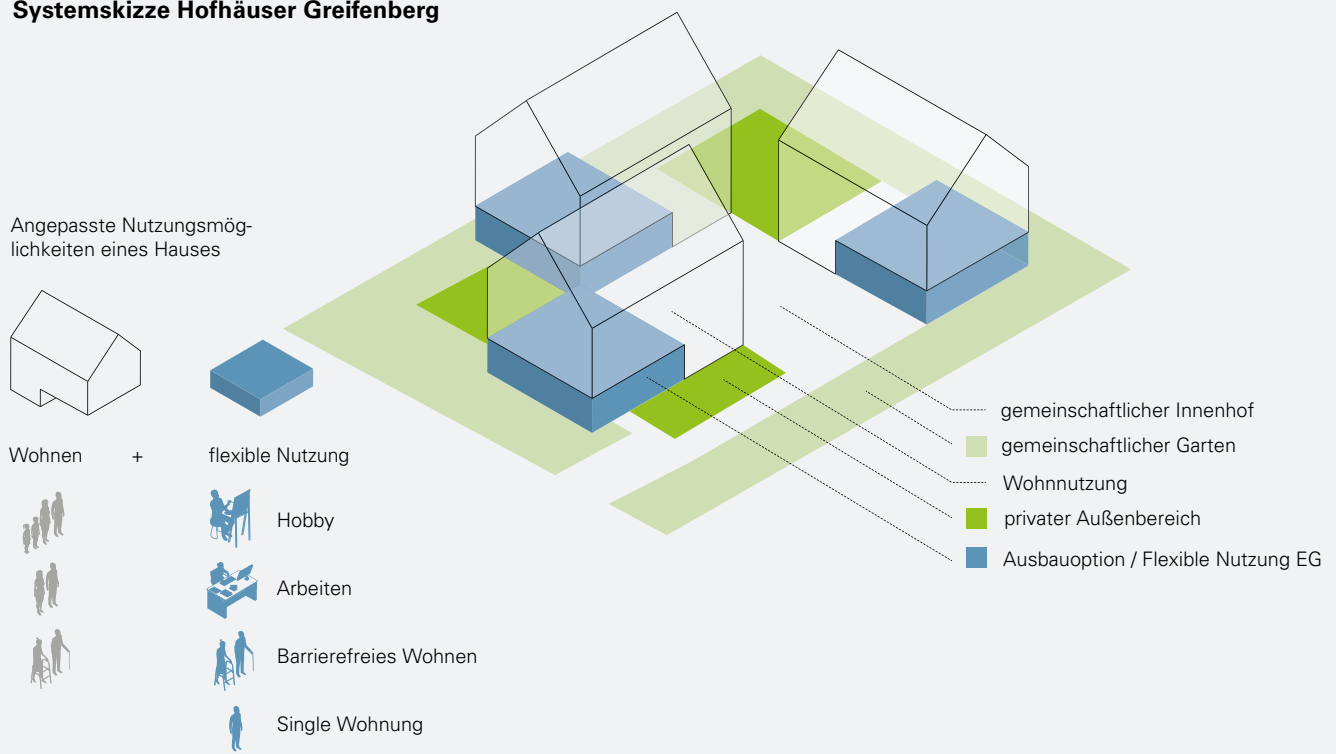 Systemskizze Hofhäuser Greifenberg
Angepasste Nutzungsmög-
lichkeiten eines Hauses
Wohnen + flexible Nutzung
Hobby
Arbeiten
Barrierefreies Wohnen
Single Wohnung
gemeinschaftlicher Innenhof
gemeinschaftlicher Garten
Wohnnutzung
privater Außenbereich
Ausbauoption / Flexible Nutzung EG